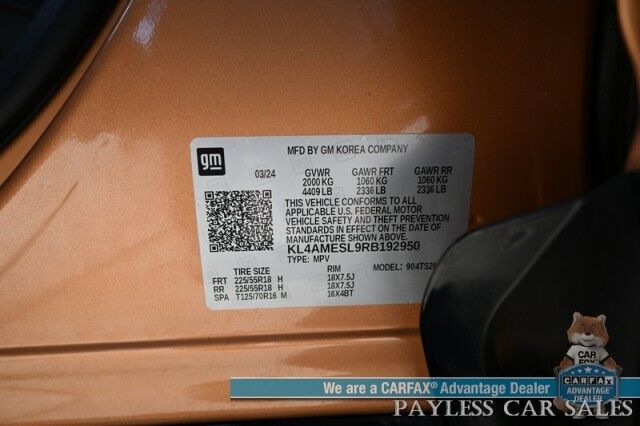 gm
MFD BY GM KOREA COMPANY
03/24 GVWR GAWR FRT GAWR RR
2000 KG 1060 KG 1060 KG
4409 LB 2336 LB 2336 LB
THIS VEHICLE CONFORMS TO ALL
APPLICABLE U.S. FEDERAL MOTOR
VEHICLE SAFETY AND THEFT PREVENTION
STANDARDS IN EFFECT ON THE DATE OF
MANUFACTURE SHOWN ABOVE.
KL4AMESL9RB192950
TYPE: MPV
MODEL:
TIRE SIZE RIM
FRT 225/55R18 H 18X7.5J
RR 225/55R18 H 18X7.5J
SPA T125/70R16 M 16X4BT
We are a CARFAX® Advantage Dealer
CAR
FOX
CARFAX
ADVANTAGE
DEALER
PAYLESS CAR SALES